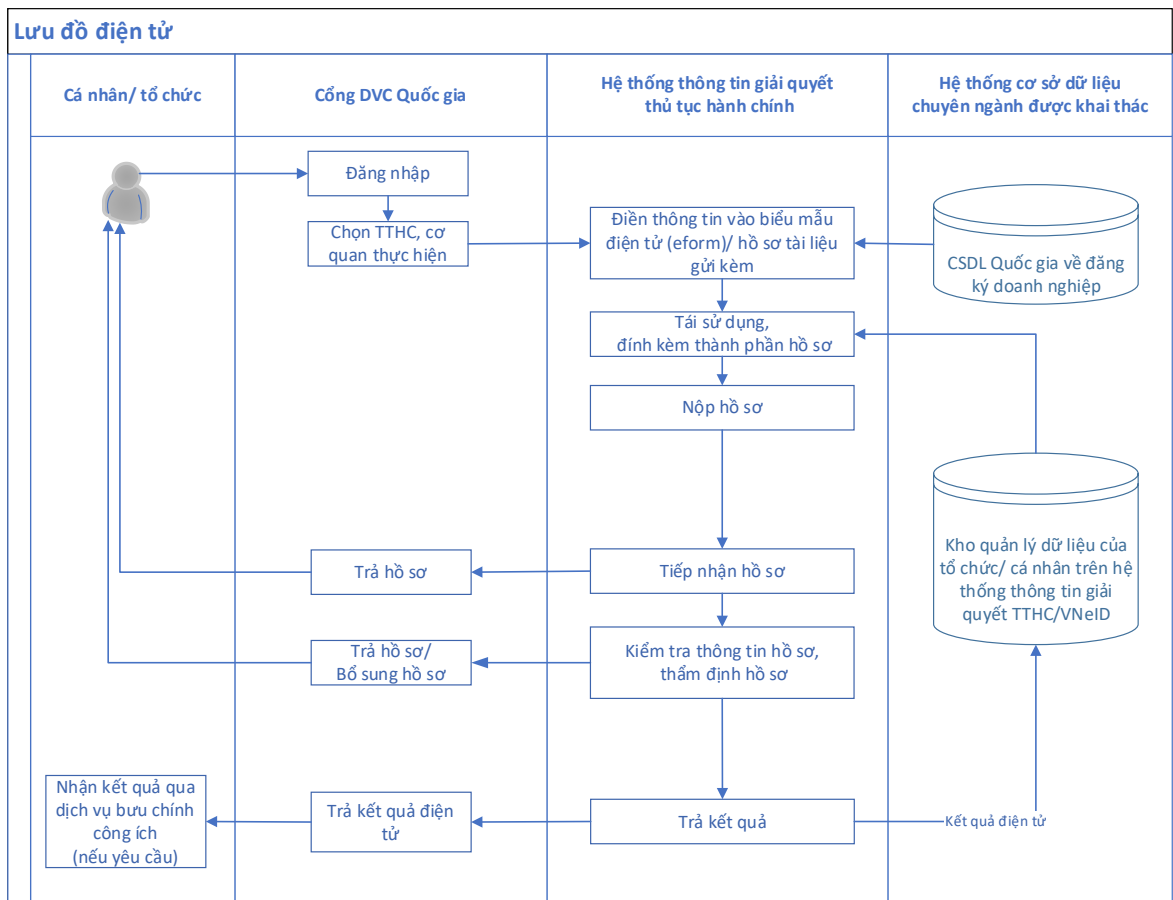 Lưu đồ điện tử
Cá nhân/ tổ chức
Cổng DVC Quốc gia
Hệ thống thông tin giải quyết
thủ tục hành chính
Hệ thống cơ sở dữ liệu
chuyên ngành được khai thác
Đăng nhập
Chọn TTHC, cơ
quan thực hiện
Điền thông tin vào biểu mẫu
điện tử (eform)/ hồ sơ tài liệu
gửi kèm
CSDL Quốc gia về đăng
ký doanh nghiệp
Tái sử dụng,
đính kèm thành phần hồ sơ
Nộp hồ sơ
Trả hồ sơ
Tiếp nhận hồ sơ
Kho quản lý dữ liệu của
tổ chức/ cá nhân trên hệ
thống thông tin giải
quyết TTHC/VNeID
Trả hồ sơ/
Bổ sung hồ sơ
Kiểm tra thông tin hồ sơ,
thẩm định hồ sơ
Nhận kết quả qua
dịch vụ bưu chính
công ích
(nếu yêu cầu)
Trả kết quả điện
tử
Trả kết quả
Kết quả điện tử